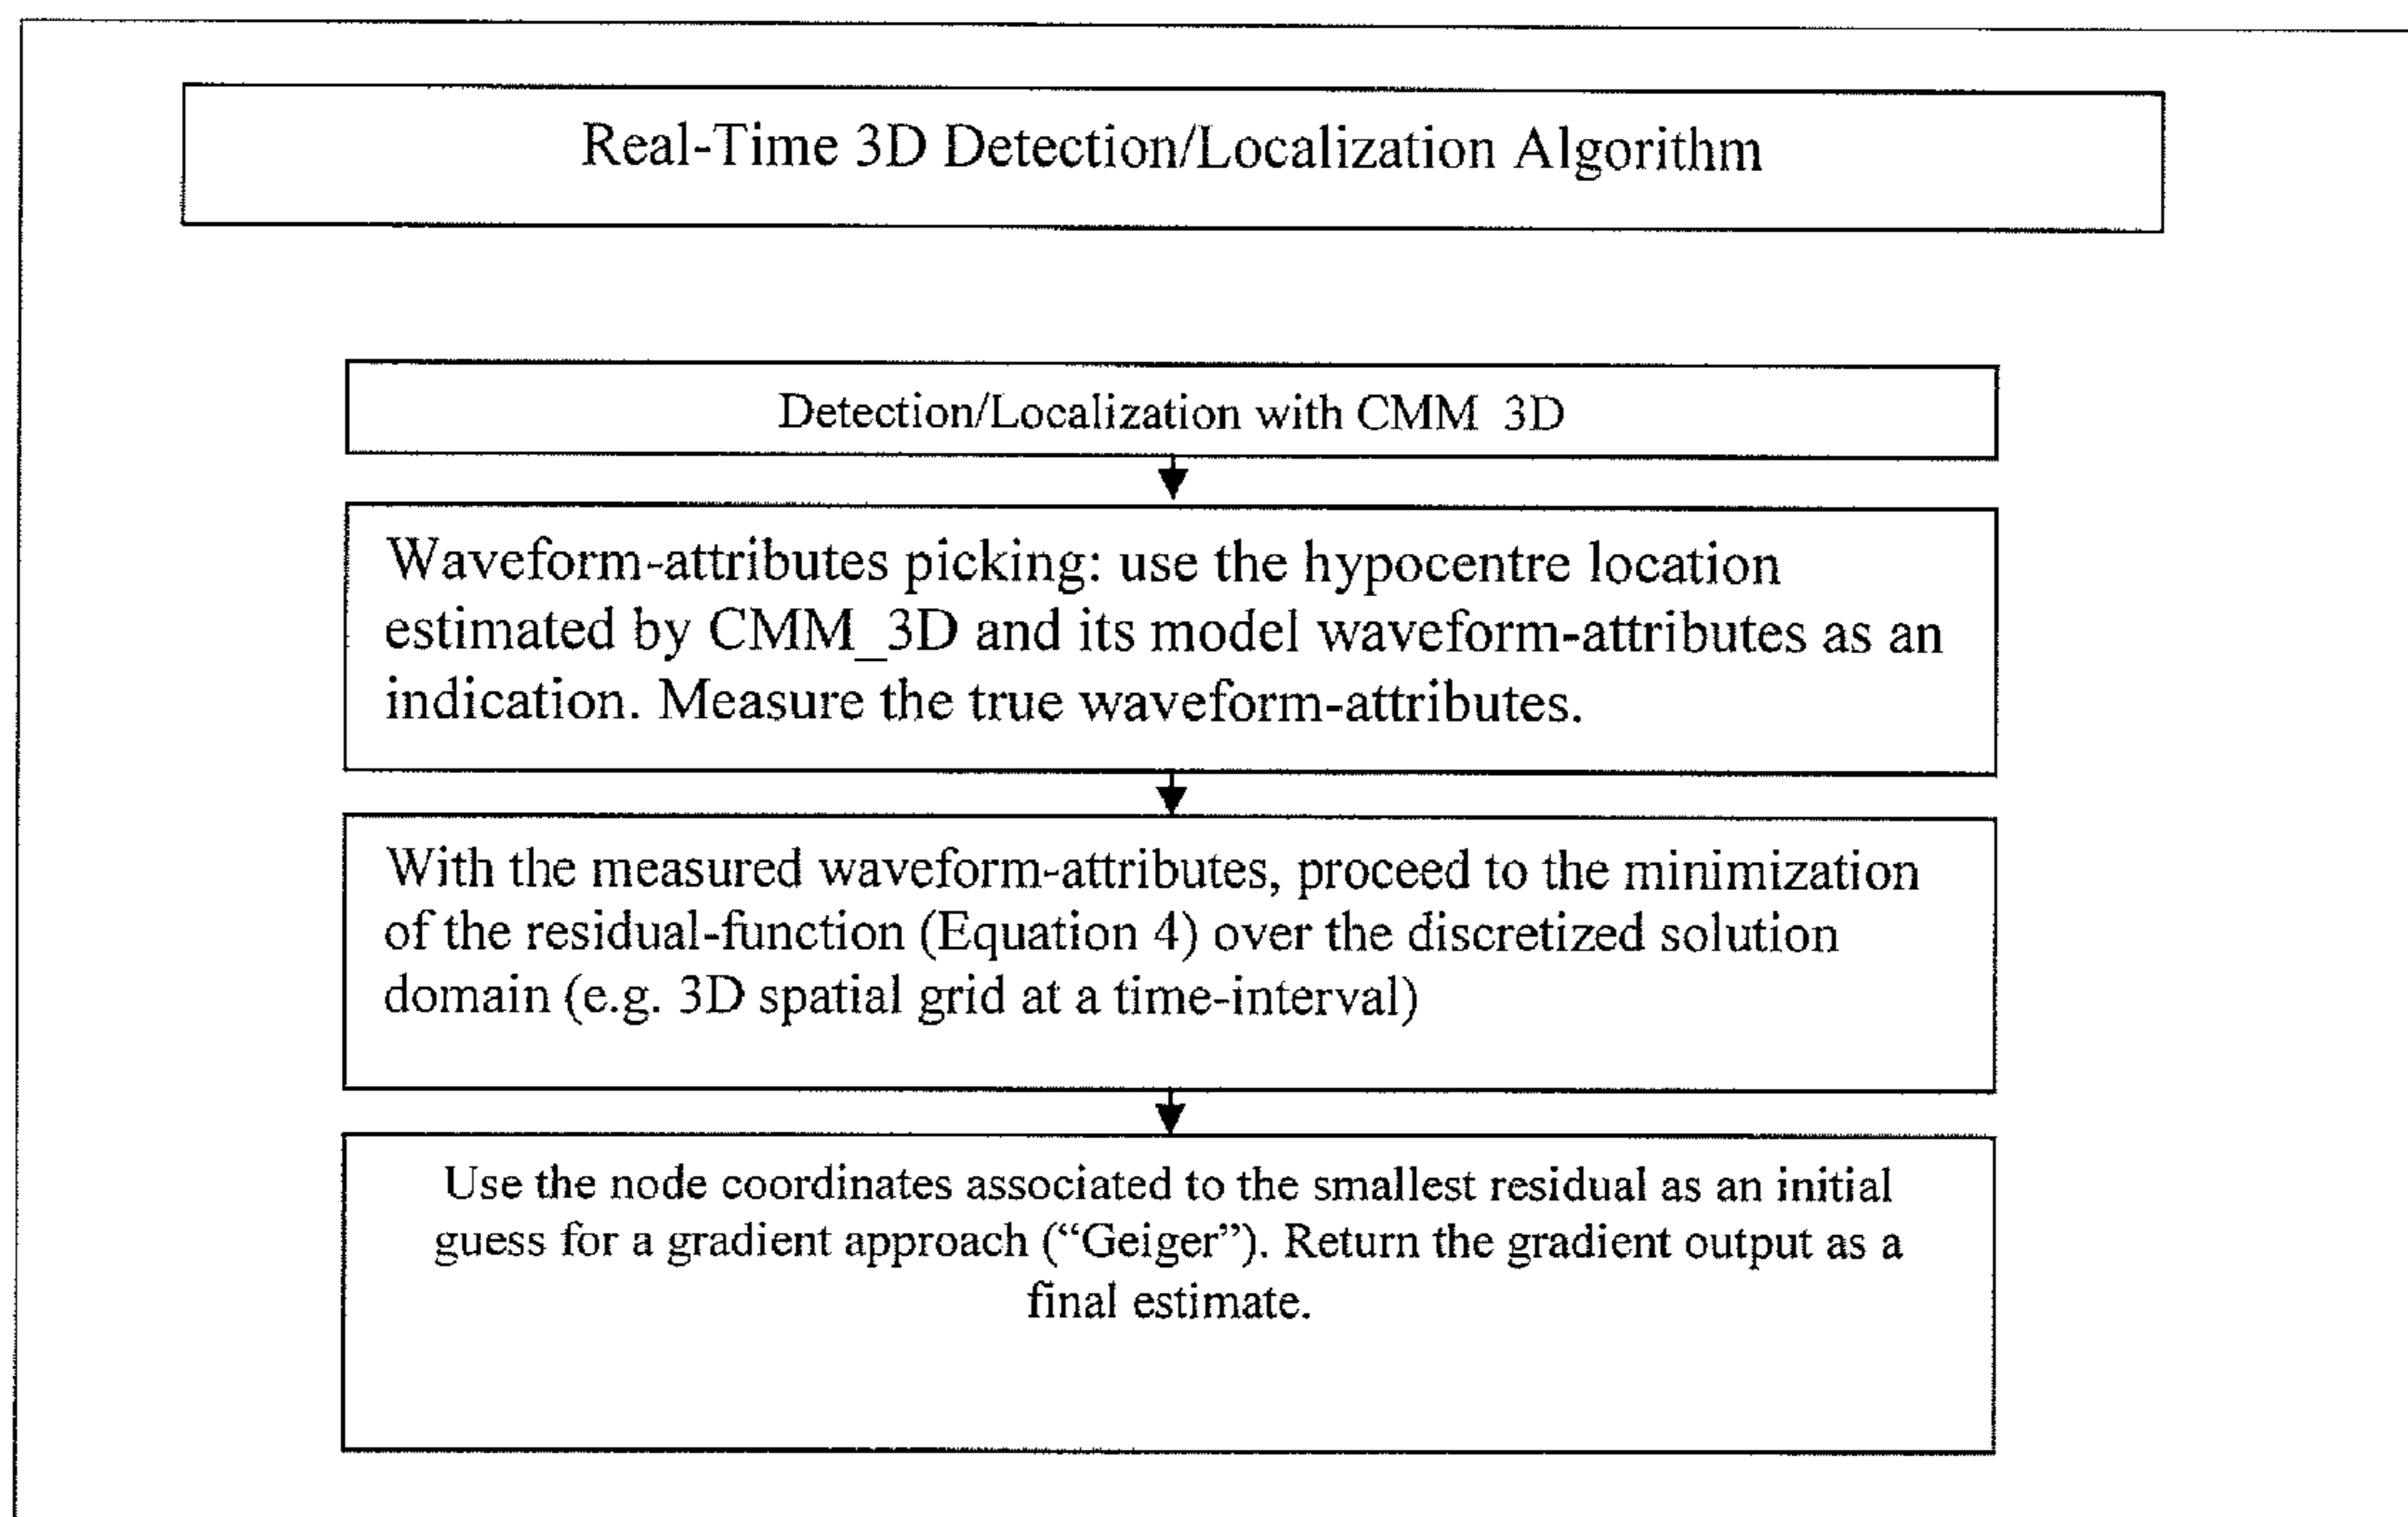 Real-Time 3D Detection/Localization Algorithm
Detection/Localization with CMM_3D
Waveform-attributes picking: use the hypocentre location
estimated by CMM_3D and its model waveform-attributes as an
indication. Measure the true waveform-attributes.
With the measured waveform-attributes, proceed to the minimization
of the residual-function (Equation 4) over the discretized solution
domain (e.g. 3D spatial grid at a time-interval)
Use the node coordinates associated to the smallest residual as an initial
guess for a gradient approach (“Geiger”). Return the gradient output as a
final estimate.